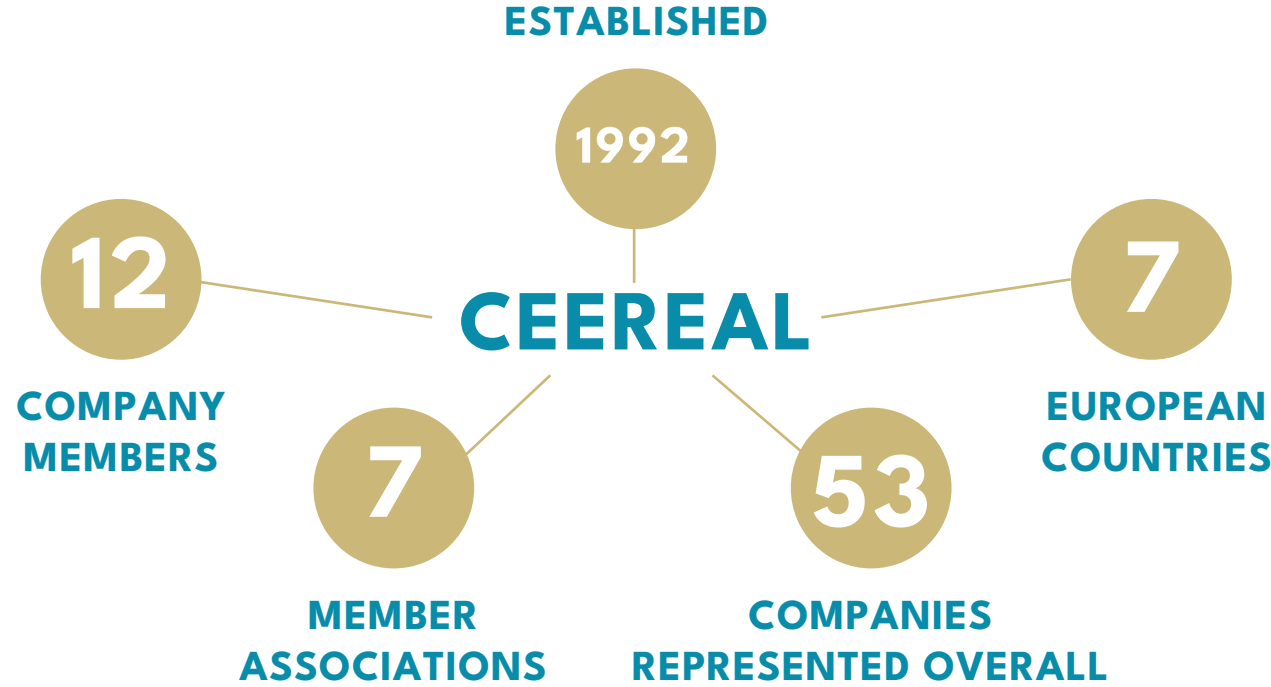 ESTABLISHED
1992
12
COMPANY
MEMBERS
CEEREAL
7
EUROPEAN
COUNTRIES
7
MEMBER
ASSOCIATIONS
53
COMPANIES
REPRESENTED OVERALL